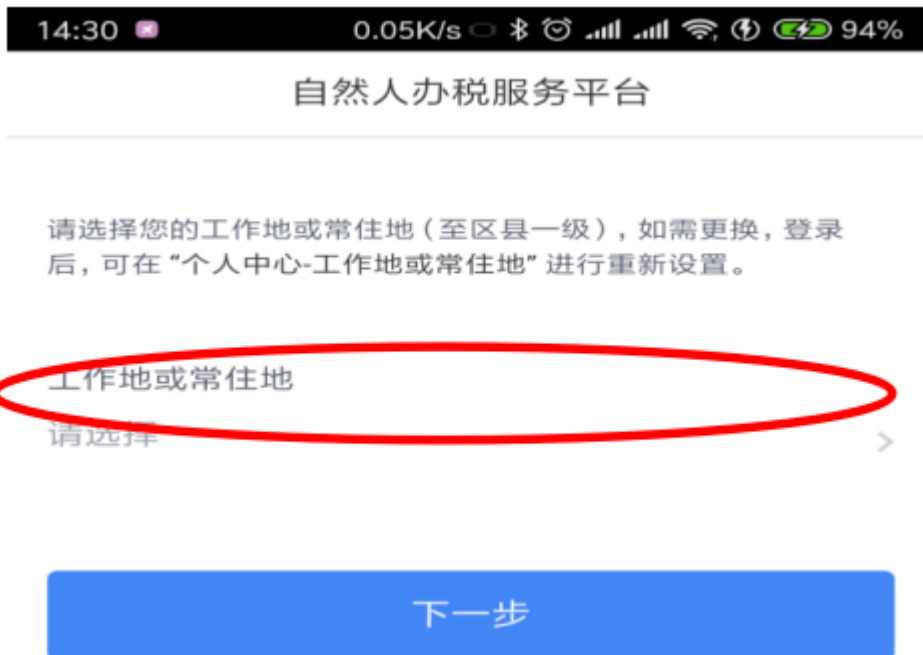 14:30 0.05K/s 94%
自然人办税服务平台
请选择您的工作地或常住地（至区县一级），如需更换，登录
后，可在“个人中心-工作地或常住地”进行重新设置。
工作地或常住地
请选择
下一步